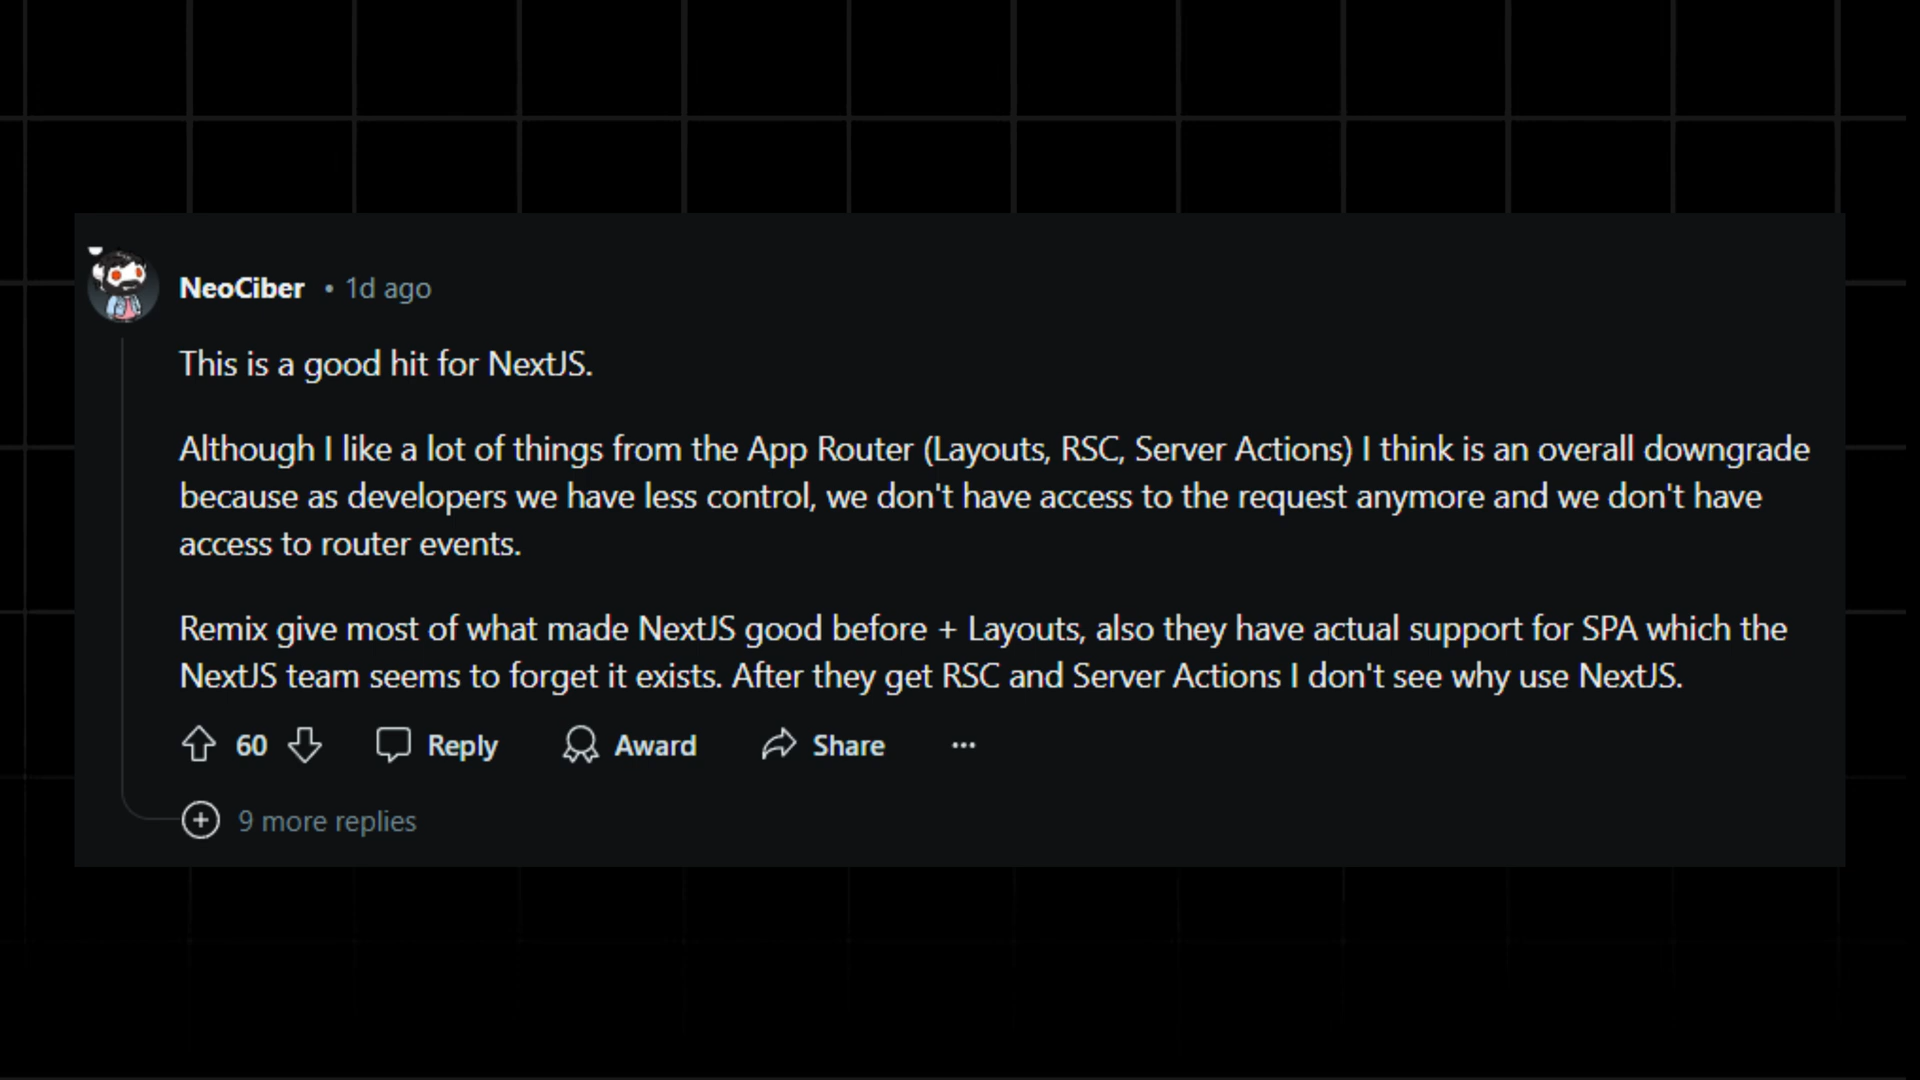 NeoCiber • 1d ago
This is a good hit for NextJS.
Although I like a lot of things from the App Router (Layouts, RSC, Server Actions) I think is an overall downgrade
because as developers we have less control, we don't have access to the request anymore and we don't have
access to router events.
Remix give most of what made NextJS good before + Layouts, also they have actual support for SPA which the
NextJS team seems to forget it exists. After they get RSC and Server Actions I don't see why use NextJS.
60 Reply Award Share ...
9 more replies